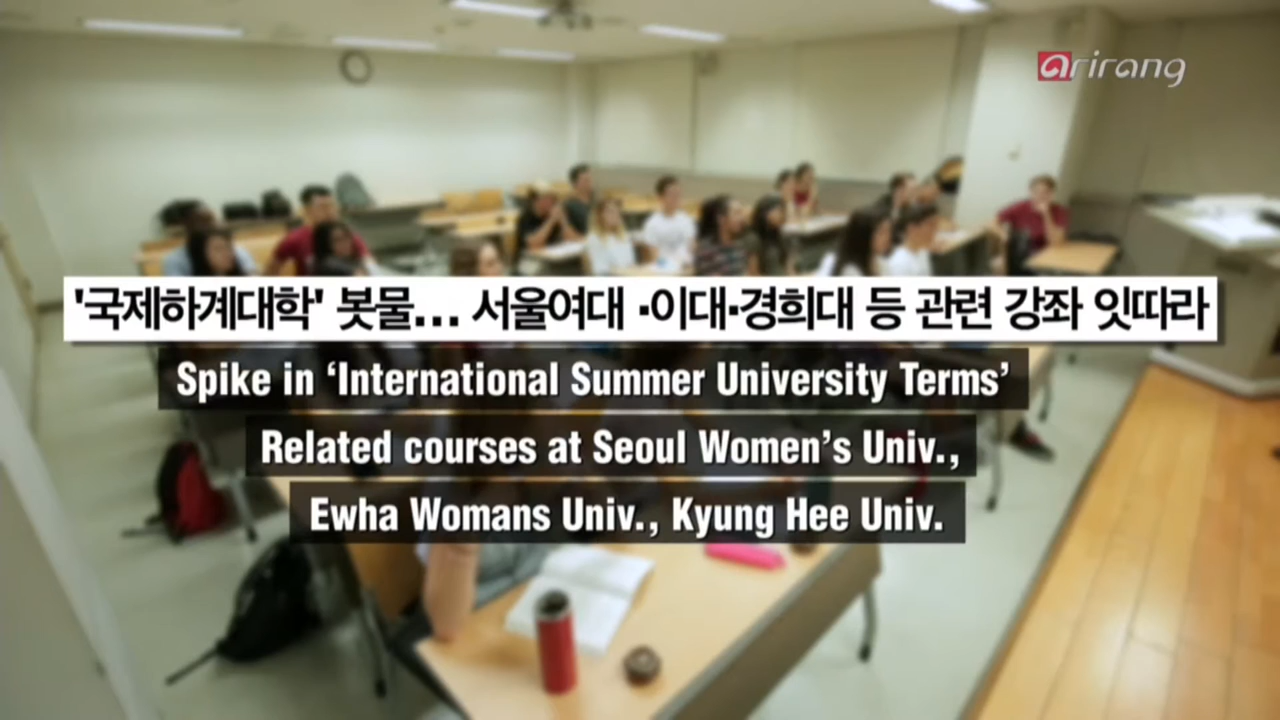 arirang
'국제하계대학' 봇물... 서울여대 ·이대·경희대 등 관련 강좌 잇따라
Spike in ‘International Summer University Terms’
Related courses at Seoul Women’s Univ.,
Ewha Womans Univ., Kyung Hee Univ.